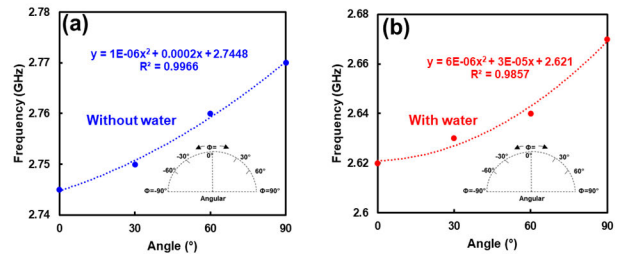 (a)
y = 1E-06x² + 0.0002x + 2.7448
R² = 0.9966
Without water
Frequency (GHz)
2.78
2.77
2.76
2.75
2.74
0
30
60
90
Angle (°)
Φ=
-30°
0°
30°
-60°
60°
Φ=-90°
Φ=90°
Angular
(b)
y = 6E-06x² + 3E-05x + 2.621
R² = 0.9857
With water
Frequency (GHz)
2.68
2.66
2.64
2.62
2.6
0
30
60
90
Angle (°)
Φ=
-30°
0°
30°
-60°
60°
Φ=-90°
Φ=90°
Angular